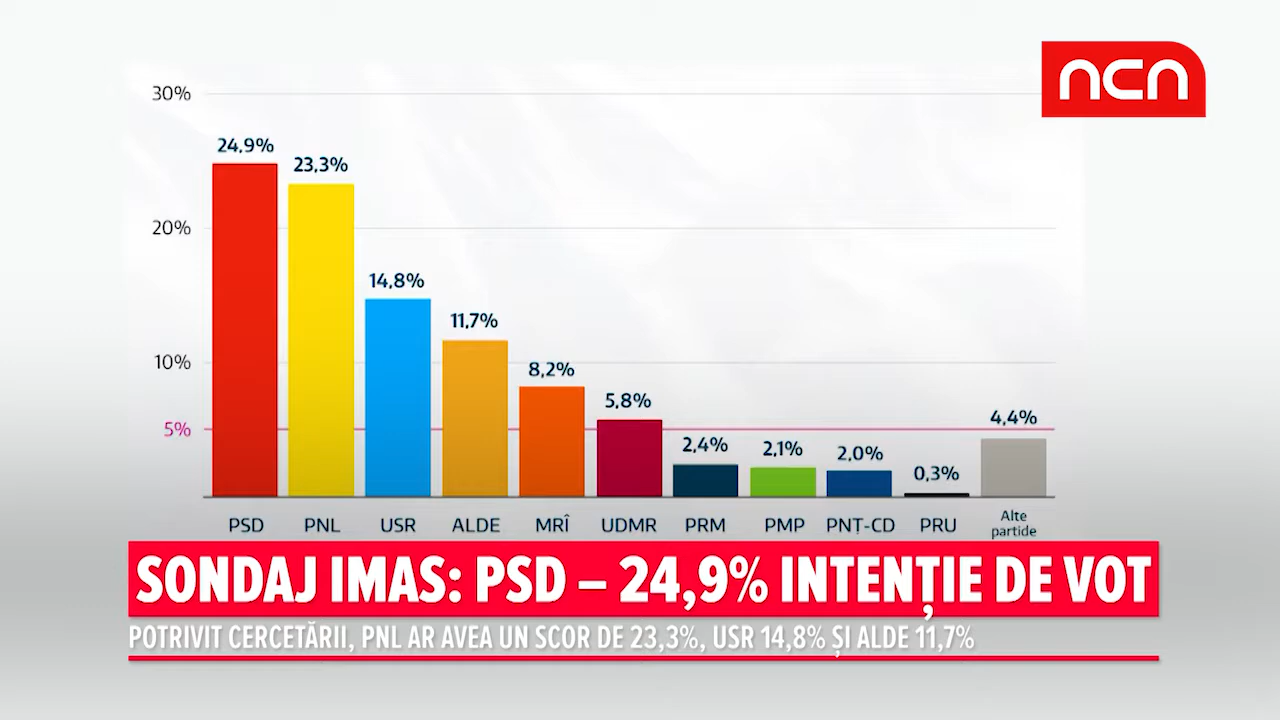 ncn
30%
20%
10%
5%
24,9%
23,3%
14,8%
11,7%
8,2%
5,8%
2,4%
2,1%
2,0%
0,3%
4,4%
PSD
PNL
USR
ALDE
MRÎ
UDMR
PRM
PMP
PNȚ-CD
PRU
Alte
partide
SONDAJ IMAS: PSD – 24,9% INTENȚIE DE VOT
POTRIVIT CERCETĂRII, PNL AR AVEA UN SCOR DE 23,3%, USR 14,8% ȘI ALDE 11,7%